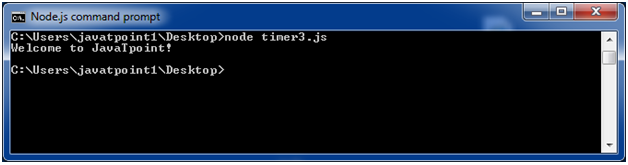 Node.js command prompt
C:\Users\javatpoint1\Desktop>node timer3.js
Welcome to JavaTpoint!
C:\Users\javatpoint1\Desktop>